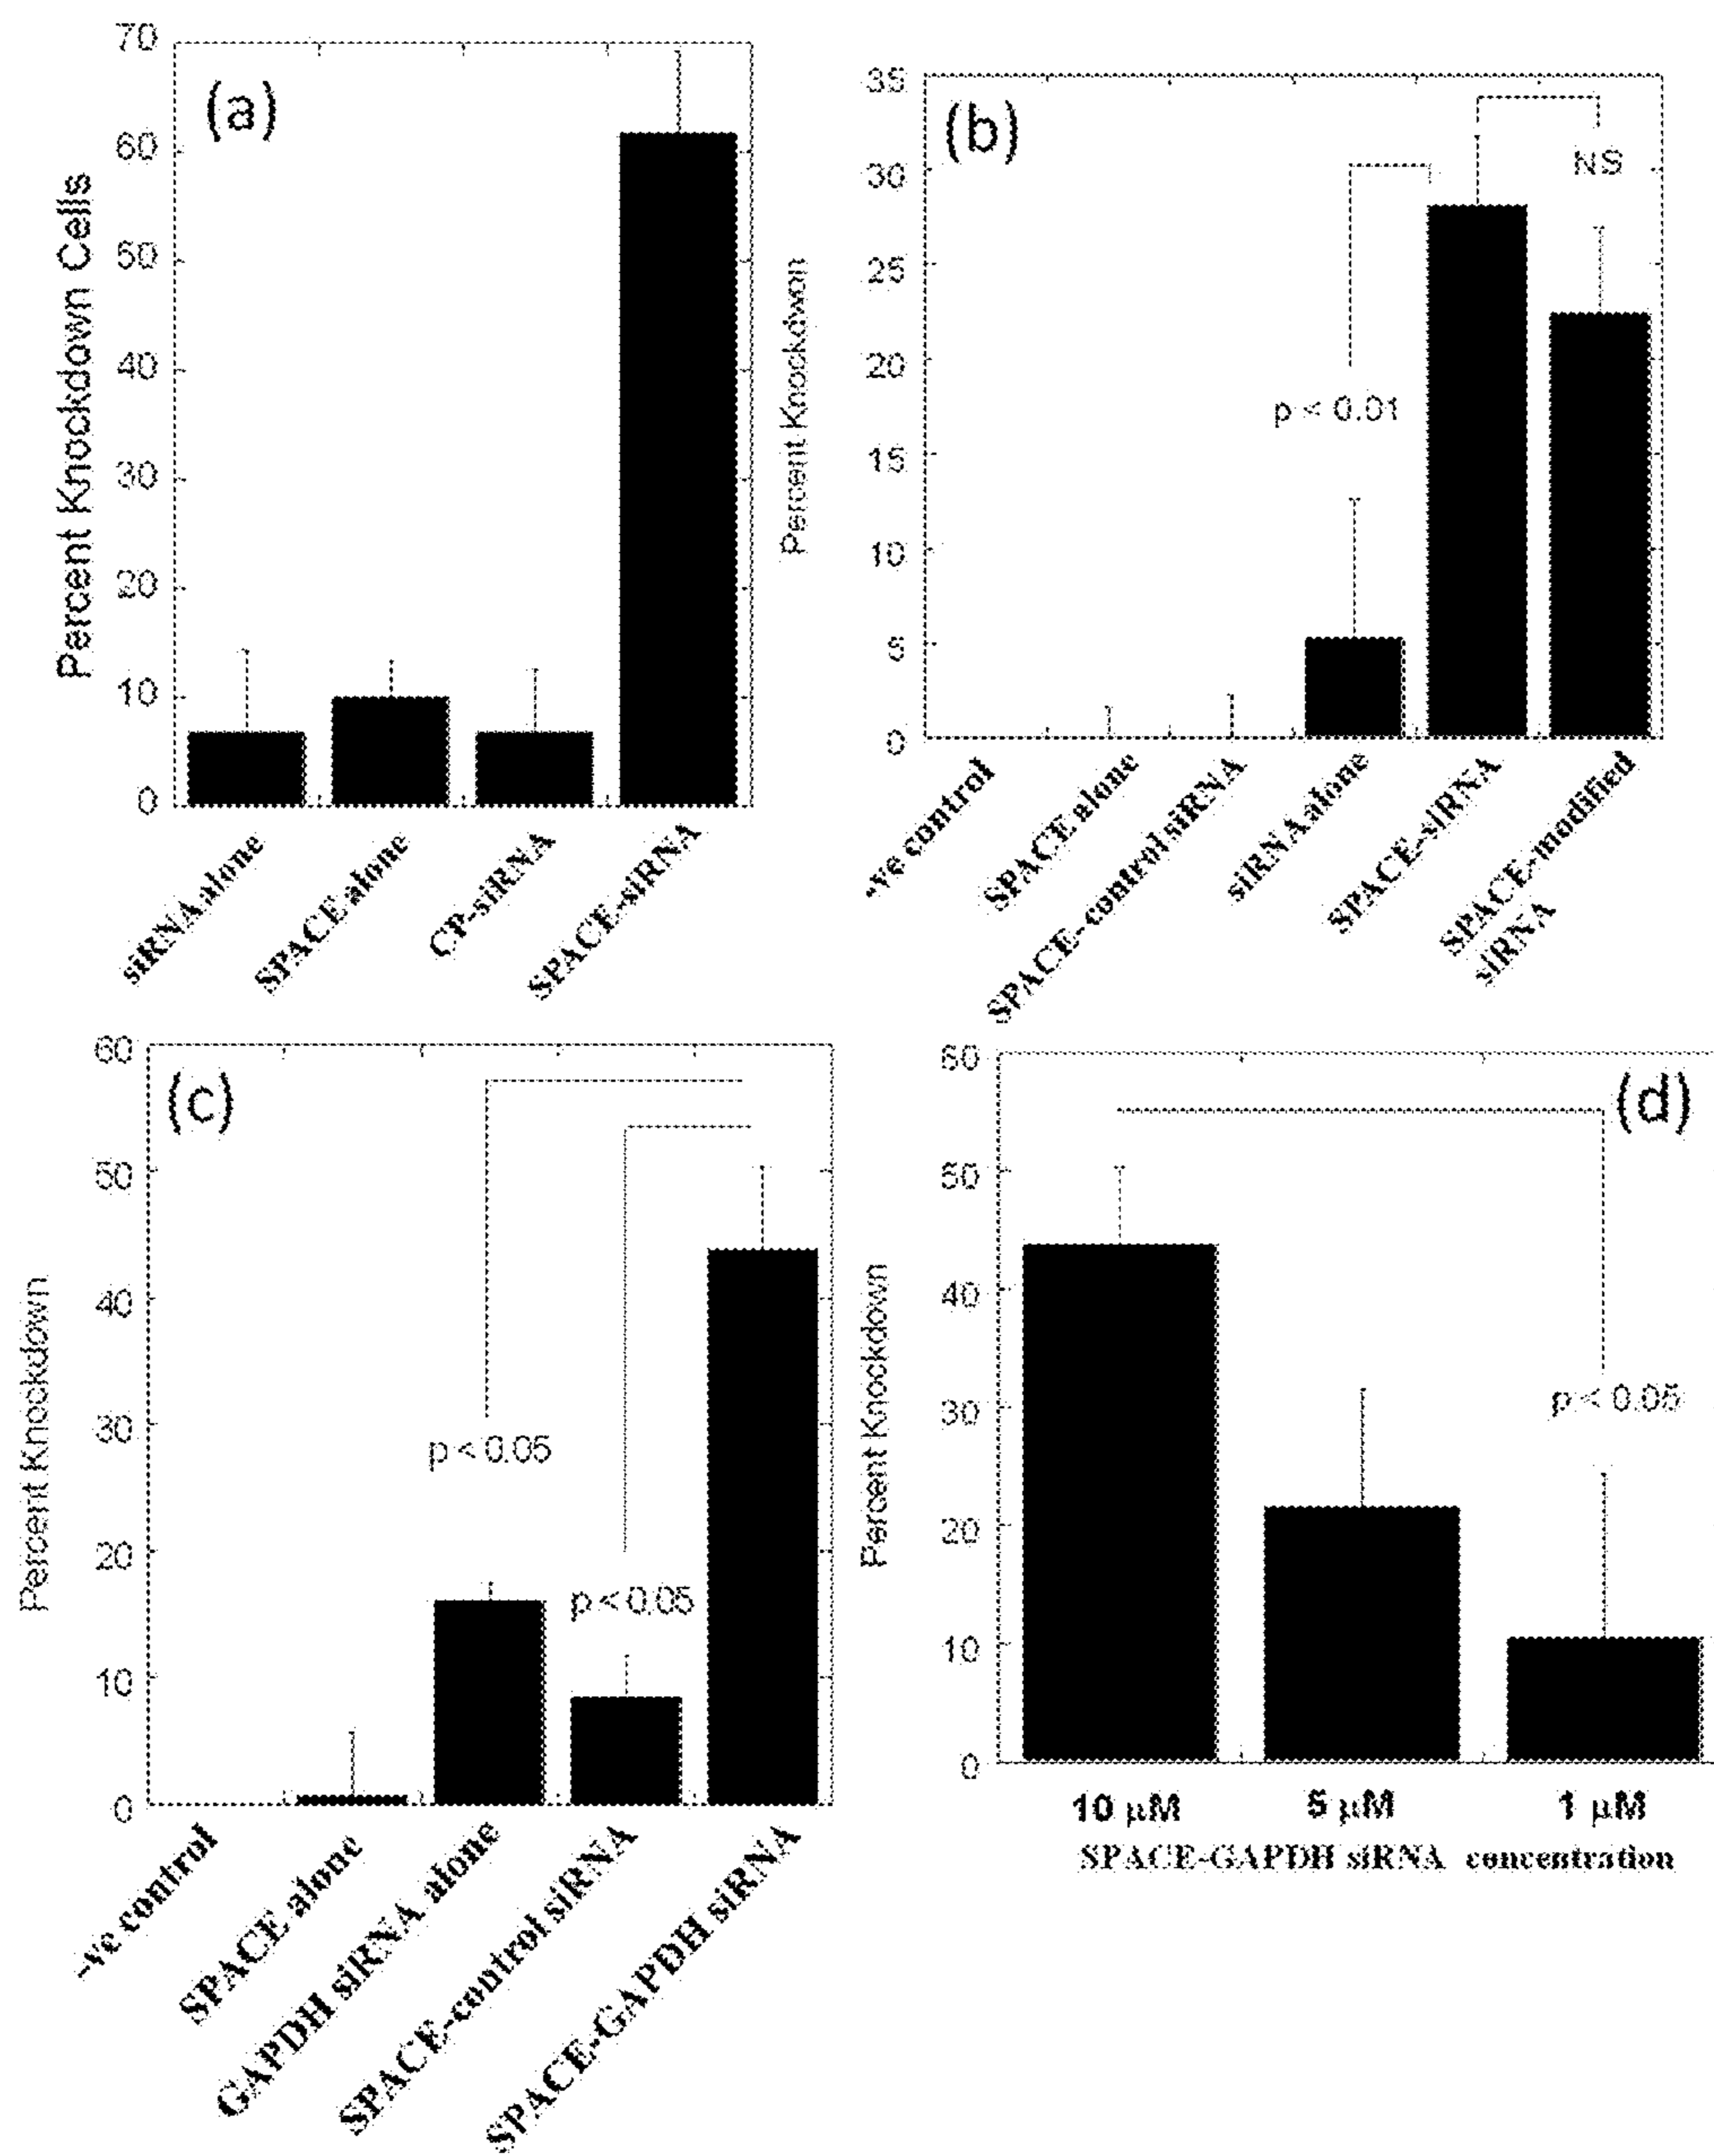 (a)
Percent Knockdown Cells
70
60
50
40
30
20
10
0
siRNA alone
SPACE alone
CP-siRNA
SPACE-siRNA
(b)
Percent Knockdwon
35
30
25
20
15
10
5
0
p < 0.01
NS
-ve control
SPACE alone
SPACE-control siRNA
siRNA alone
SPACE-siRNA
SPACE-modified
siRNA
(c)
Percent Knockdown
60
50
40
30
20
10
0
p < 0.05
p < 0.05
-ve control
SPACE alone
GAPDH siRNA alone
SPACE-control siRNA
SPACE-GAPDH siRNA
(d)
Percent Knockdown
60
50
40
30
20
10
0
p < 0.05
10 µM
5 µM
1 µM
SPACE-GAPDH siRNA concentration